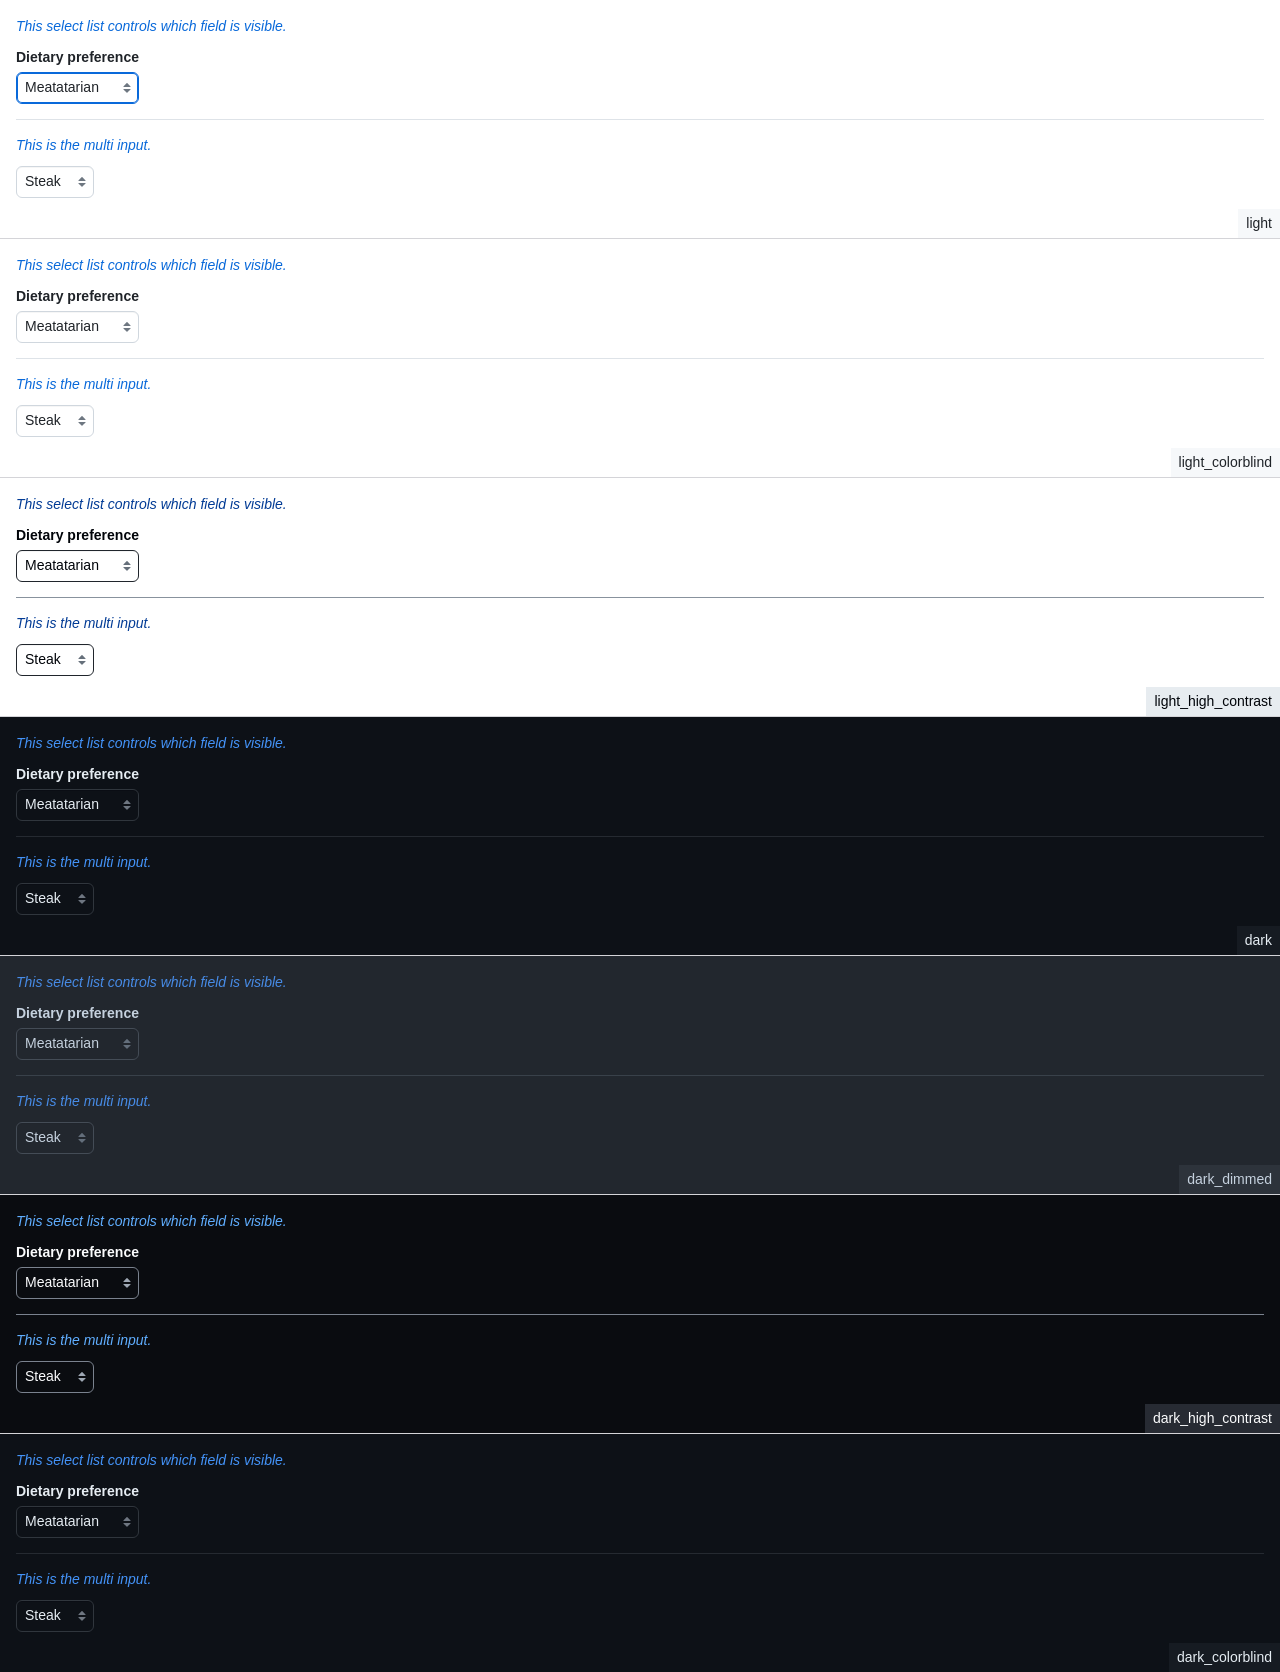 This select list controls which field is visible.
Dietary preference
Meatatarian
This is the multi input.
Steak
light
This select list controls which field is visible.
Dietary preference
Meatatarian
This is the multi input.
Steak
light_colorblind
This select list controls which field is visible.
Dietary preference
Meatatarian
This is the multi input.
Steak
light_high_contrast
This select list controls which field is visible.
Dietary preference
Meatatarian
This is the multi input.
Steak
dark
This select list controls which field is visible.
Dietary preference
Meatatarian
This is the multi input.
Steak
dark_dimmed
This select list controls which field is visible.
Dietary preference
Meatatarian
This is the multi input.
Steak
dark_high_contrast
This select list controls which field is visible.
Dietary preference
Meatatarian
This is the multi input.
Steak
dark_colorblind